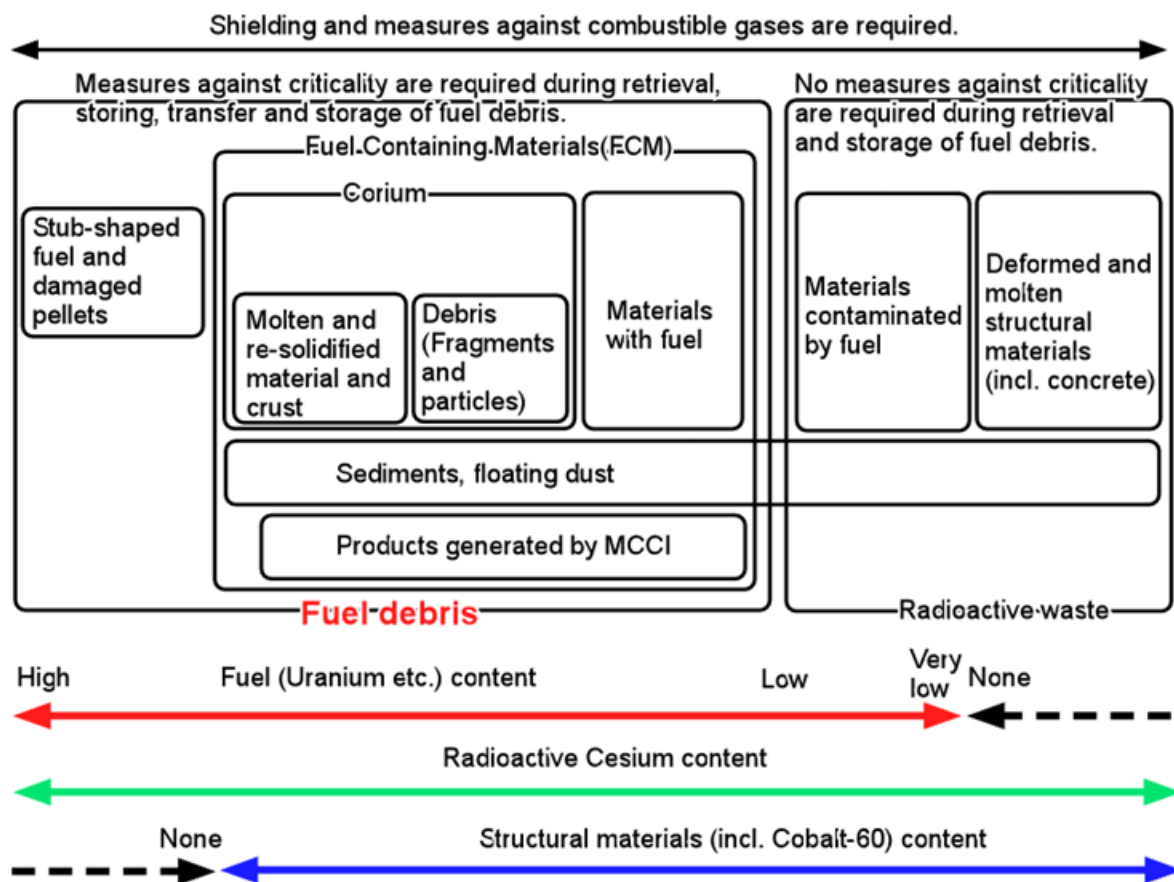 Shielding and measures against combustible gases are required.
Measures against criticality are required during retrieval,
storing, transfer and storage of fuel debris.
No measures against criticality
are required during retrieval
and storage of fuel debris.
Fuel Containing Materials(FCM)
Corium
Stub-shaped
fuel and
damaged
pellets
Molten and
re-solidified
material and
crust
Debris
(Fragments
and
particles)
Materials
with fuel
Materials
contaminated
by fuel
Deformed and
molten
structural
materials
(incl. concrete)
Sediments, floating dust
Products generated by MCCI
Fuel debris
Radioactive waste
High
Fuel (Uranium etc.) content
Low
Very
low
None
Radioactive Cesium content
None
Structural materials (incl. Cobalt-60) content